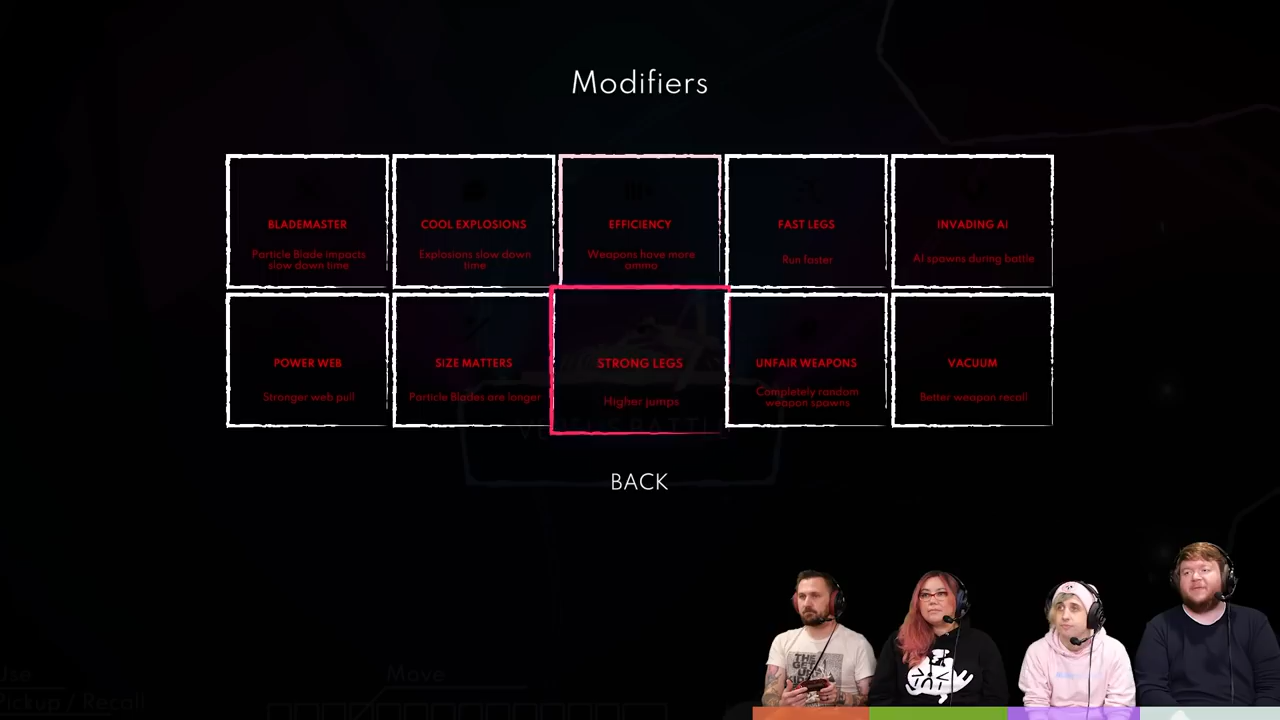 Modifiers
BLADEMASTER
Particle Blade impacts
slow down time
COOL EXPLOSIONS
Explosions slow down
time
EFFICIENCY
Weapons have more
ammo
FAST LEGS
Run faster
INVADING AI
AI spawns during battle
POWER WEB
Stronger web pull
SIZE MATTERS
Particle Blades are longer
STRONG LEGS
Higher jumps
UNFAIR WEAPONS
Completely random
weapon spawns
VACUUM
Better weapon recall
BACK
Use
Pickup / Recall
Move
THE